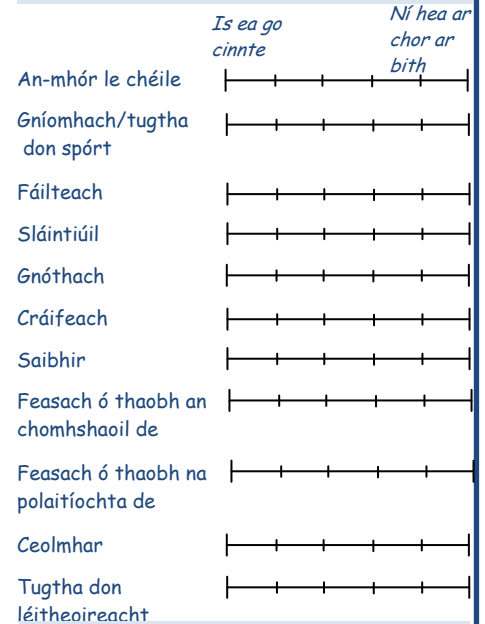 Is ea go
cinnte
Ní hea ar
chor ar
bith
An-mhór le chéile
Gníomhach/tugtha
don spórt
Fáilteach
Sláintiúil
Gnóthach
Cráifeach
Saibhir
Feasach ó thaobh an
chomhshaoil de
Feasach ó thaobh na
polaitíochta de
Ceolmhar
Tugtha don
léitheoireacht